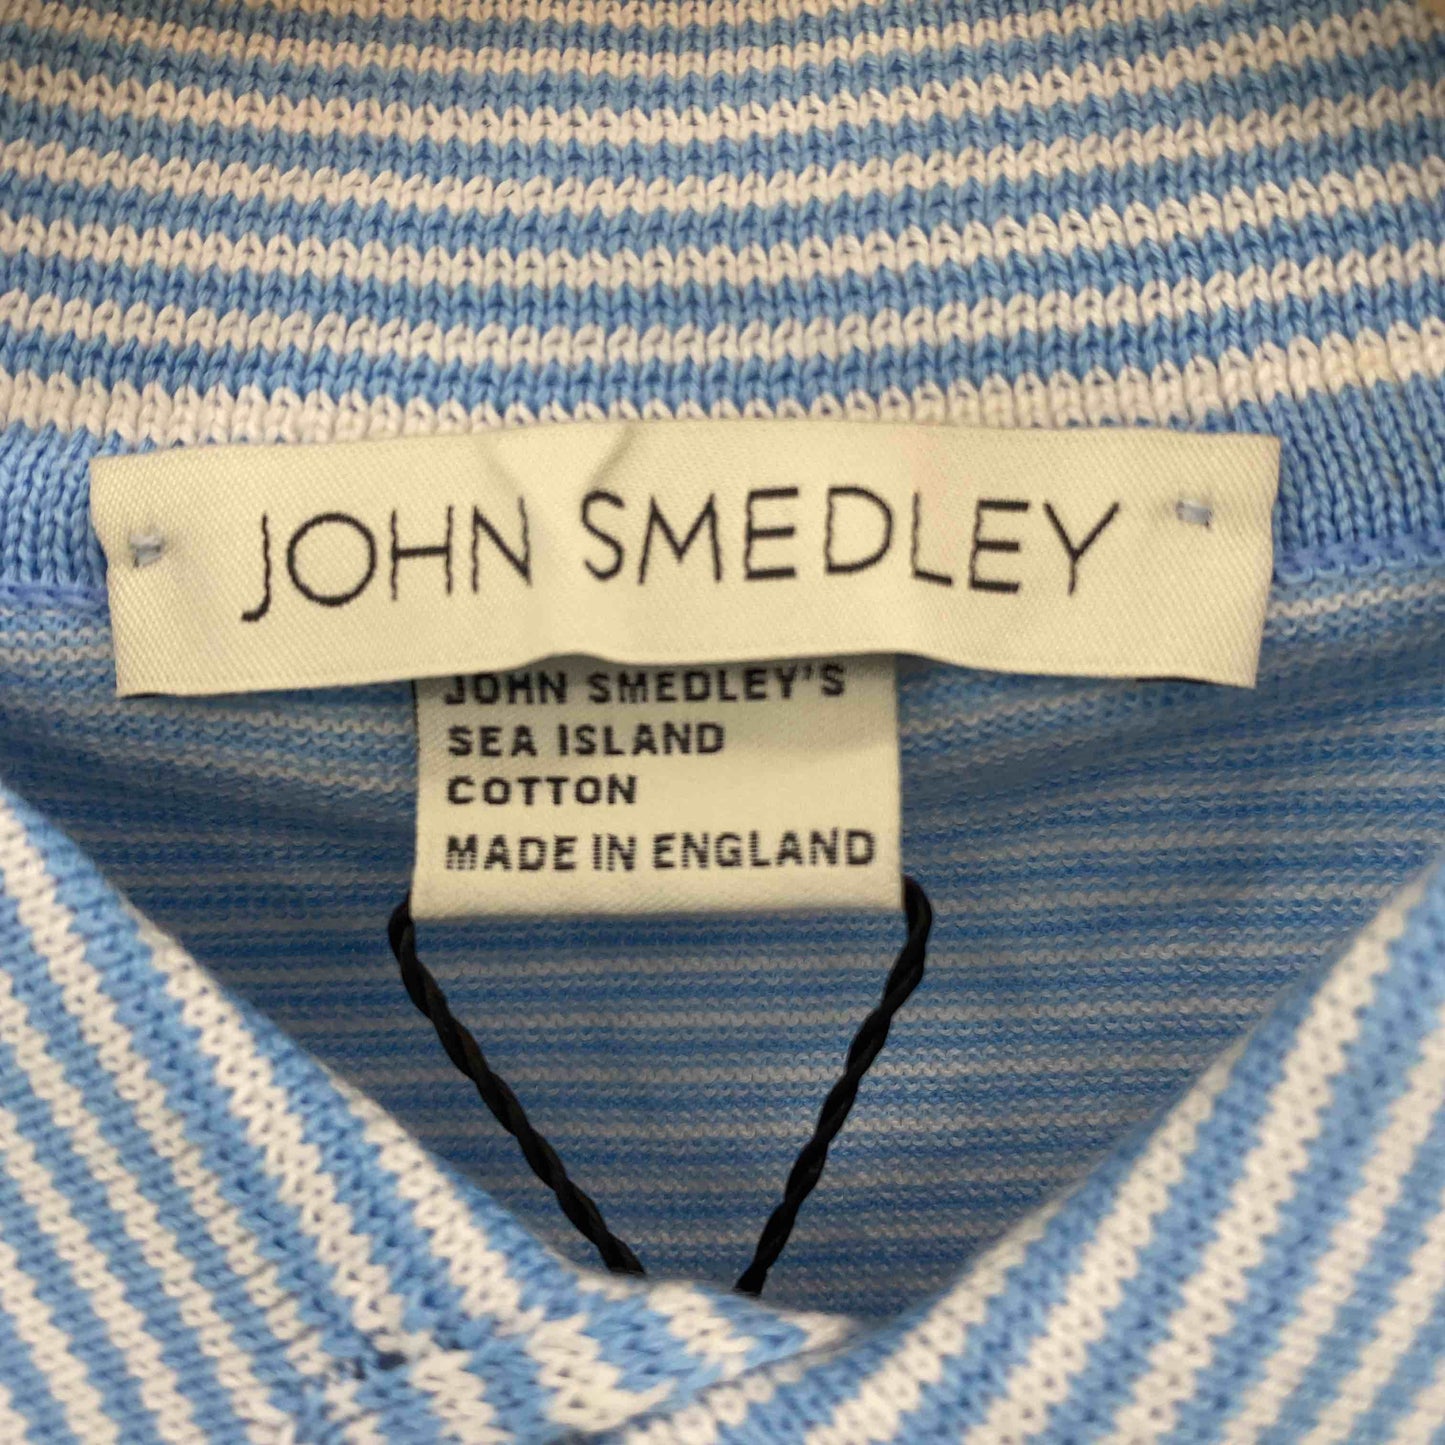 JOHN SMEDLEY
JOHN SMEDLEY'S
SEA ISLAND
COTTON
MADE IN ENGLAND